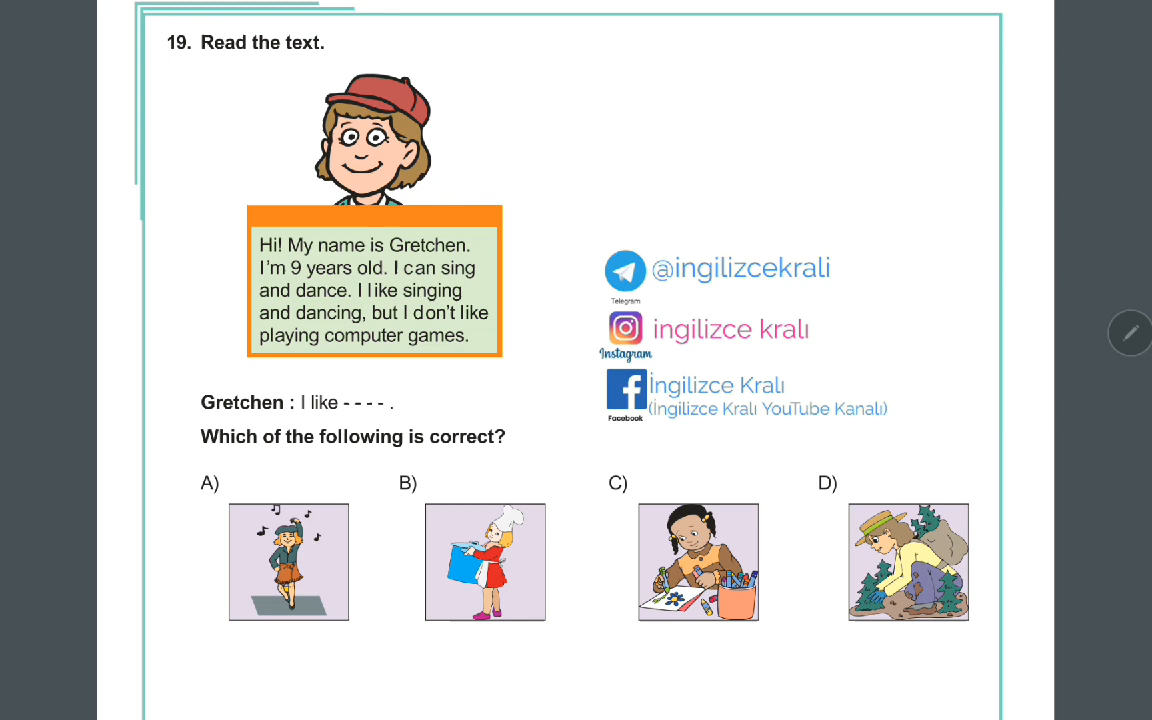 19. Read the text.
Hi! My name is Gretchen.
I'm 9 years old. I can sing
and dance. I like singing
and dancing, but I don't like
playing computer games.
@ingilizcekrali
Telegram
ingilizce kralı
Instagram
İngilizce Kralı
(İngilizce Kralı YouTube Kanalı)
Facebook
Gretchen : I like - - - - .
Which of the following is correct?
A) B) C) D)